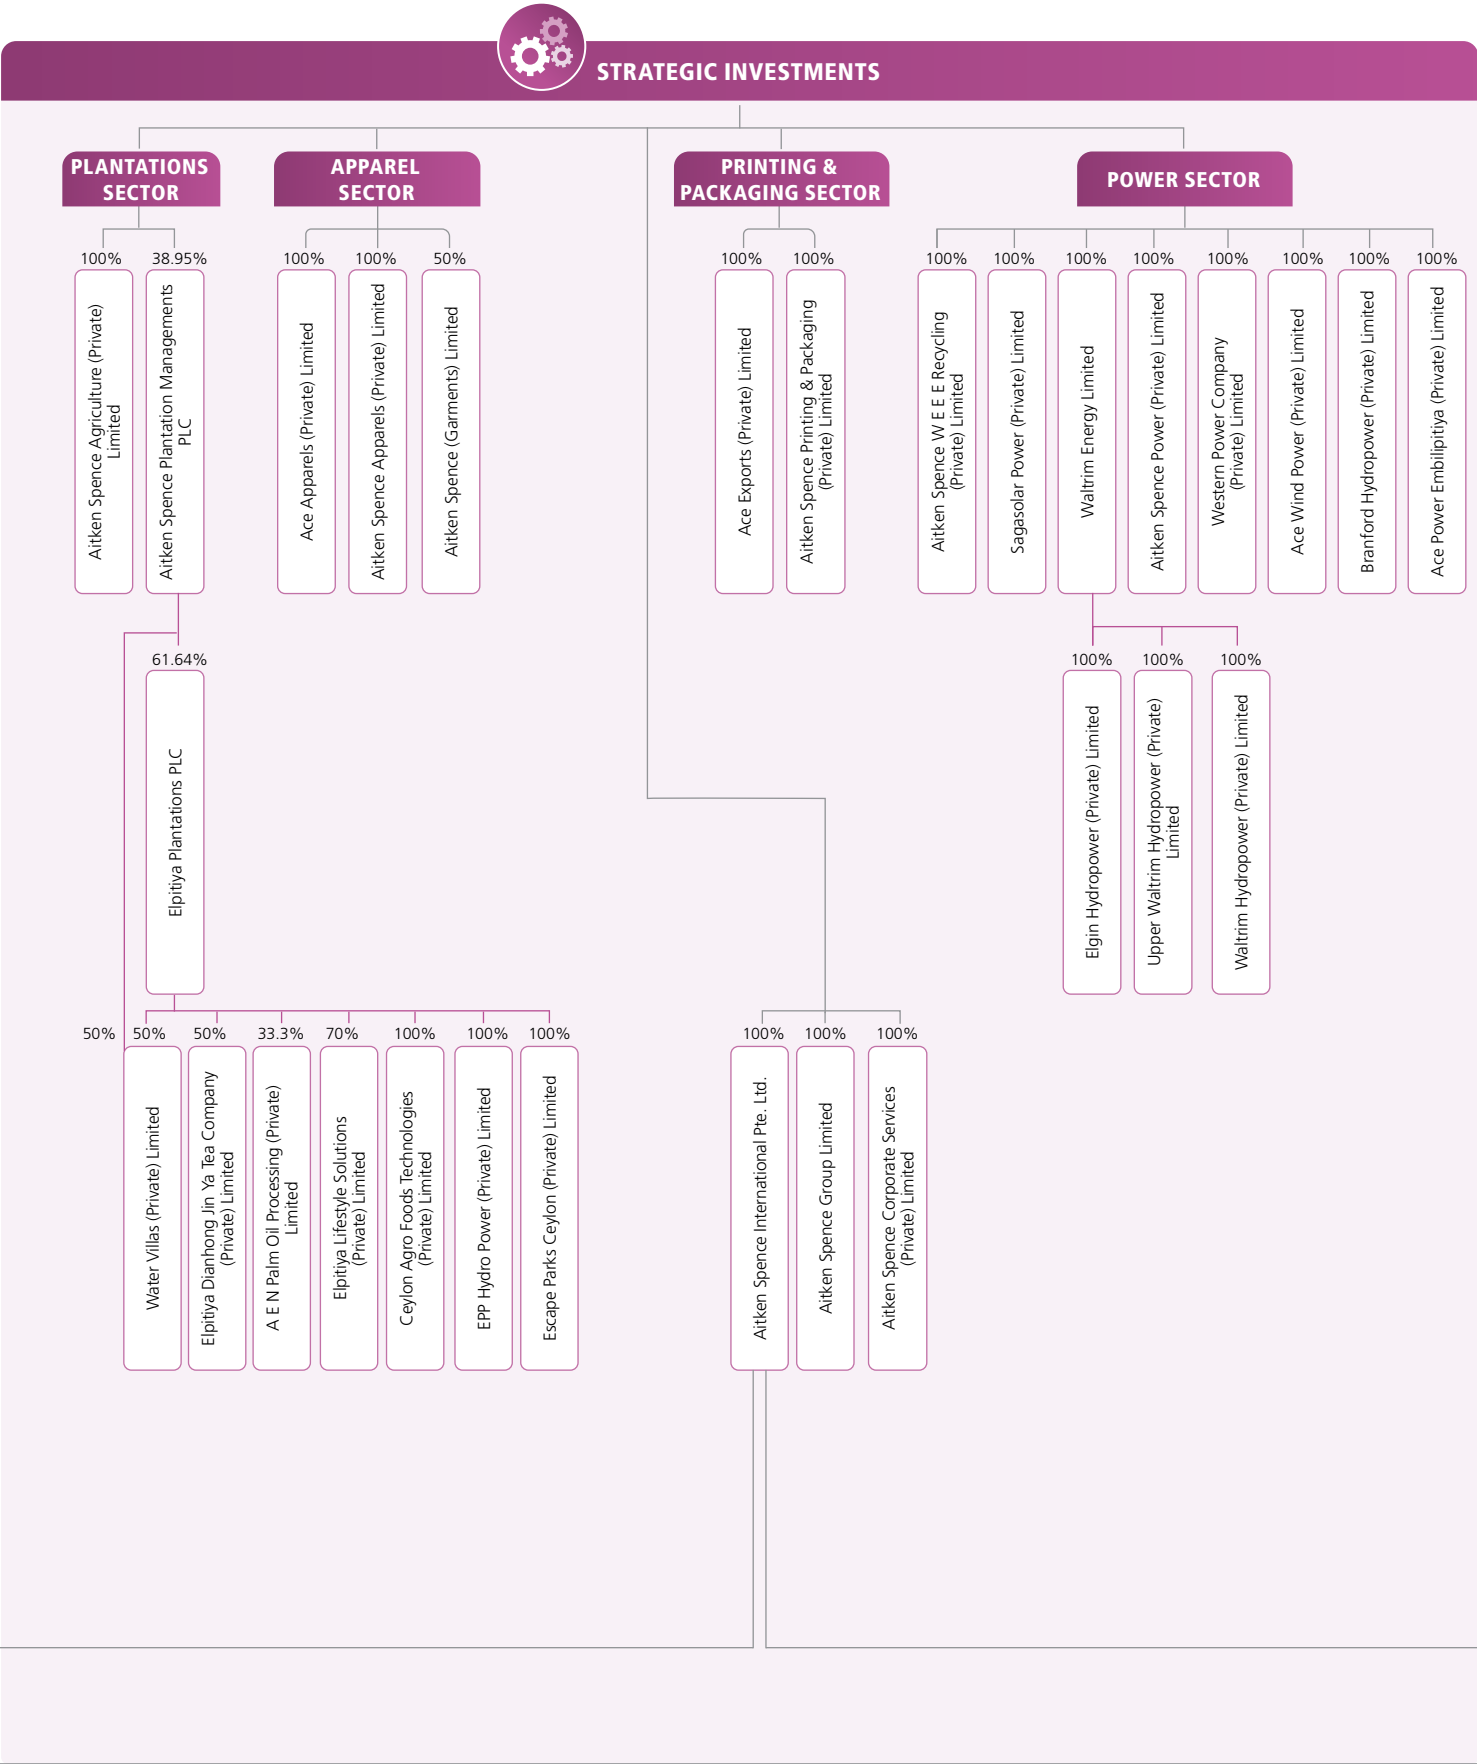 STRATEGIC INVESTMENTS
PLANTATIONS
SECTOR
100%
Aitken Spence Agriculture (Private)
Limited
38.95%
Aitken Spence Plantation Managements
PLC
61.64%
Elpitiya Plantations PLC
50%
50%
Water Villas (Private) Limited
50%
Elpitiya Dianhong Jin Ya Tea Company
(Private) Limited
33.3%
A E N Palm Oil Processing (Private)
Limited
70%
Elpitiya Lifestyle Solutions
(Private) Limited
100%
Ceylon Agro Foods Technologies
(Private) Limited
100%
EPP Hydro Power (Private) Limited
100%
Escape Parks Ceylon (Private) Limited
APPAREL
SECTOR
100%
Ace Apparels (Private) Limited
100%
Aitken Spence Apparels (Private) Limited
50%
Aitken Spence (Garments) Limited
PRINTING &
PACKAGING SECTOR
100%
Ace Exports (Private) Limited
100%
Aitken Spence Printing & Packaging
(Private) Limited
POWER SECTOR
100%
Aitken Spence W E E E Recycling
(Private) Limited
100%
Sagasolar Power (Private) Limited
100%
Waltrim Energy Limited
100%
Aitken Spence Power (Private) Limited
100%
Western Power Company
(Private) Limited
100%
Ace Wind Power (Private) Limited
100%
Branford Hydropower (Private) Limited
100%
Ace Power Embilipitiya (Private) Limited
100%
Elgin Hydropower (Private) Limited
100%
Upper Waltrim Hydropower (Private)
Limited
100%
Waltrim Hydropower (Private) Limited
100%
Aitken Spence International Pte. Ltd.
100%
Aitken Spence Group Limited
100%
Aitken Spence Corporate Services
(Private) Limited